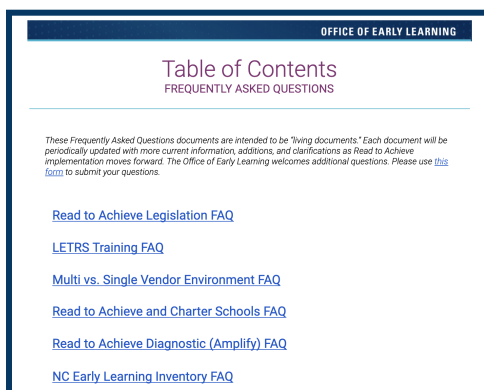 OFFICE OF EARLY LEARNING
Table of Contents
FREQUENTLY ASKED QUESTIONS
These Frequently Asked Questions documents are intended to be "living documents." Each document will be
periodically updated with more current information, additions, and clarifications as Read to Achieve
implementation moves forward. The Office of Early Learning welcomes additional questions. Please use this
form to submit your questions.
Read to Achieve Legislation FAQ
LETRS Training FAQ
Multi vs. Single Vendor Environment FAQ
Read to Achieve and Charter Schools FAQ
Read to Achieve Diagnostic (Amplify) FAQ
NC Early Learning Inventory FAQ